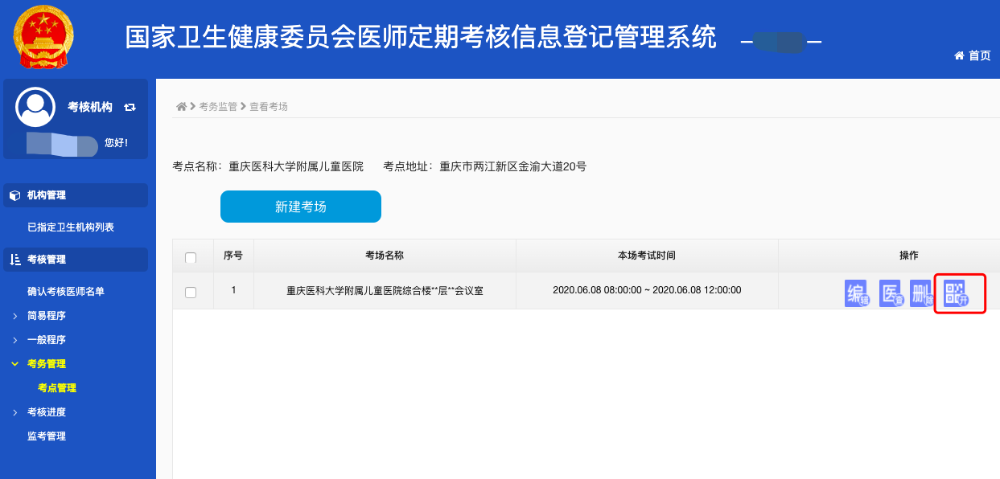 国家卫生健康委员会医师定期考核信息登记管理系统 — —
首页
考核机构
您好!
机构管理
已指定卫生机构列表
考核管理
确认考核医师名单
简易程序
一般程序
考务管理
考点管理
考核进度
监考管理
考务监管 查看考场
考点名称：重庆医科大学附属儿童医院 考点地址：重庆市两江新区金渝大道20号
新建考场
序号 考场名称 本场考试时间 操作
1 重庆医科大学附属儿童医院综合楼**层**会议室 2020.06.08 08:00:00 ~ 2020.06.08 12:00:00 编辑 医查 删除 开